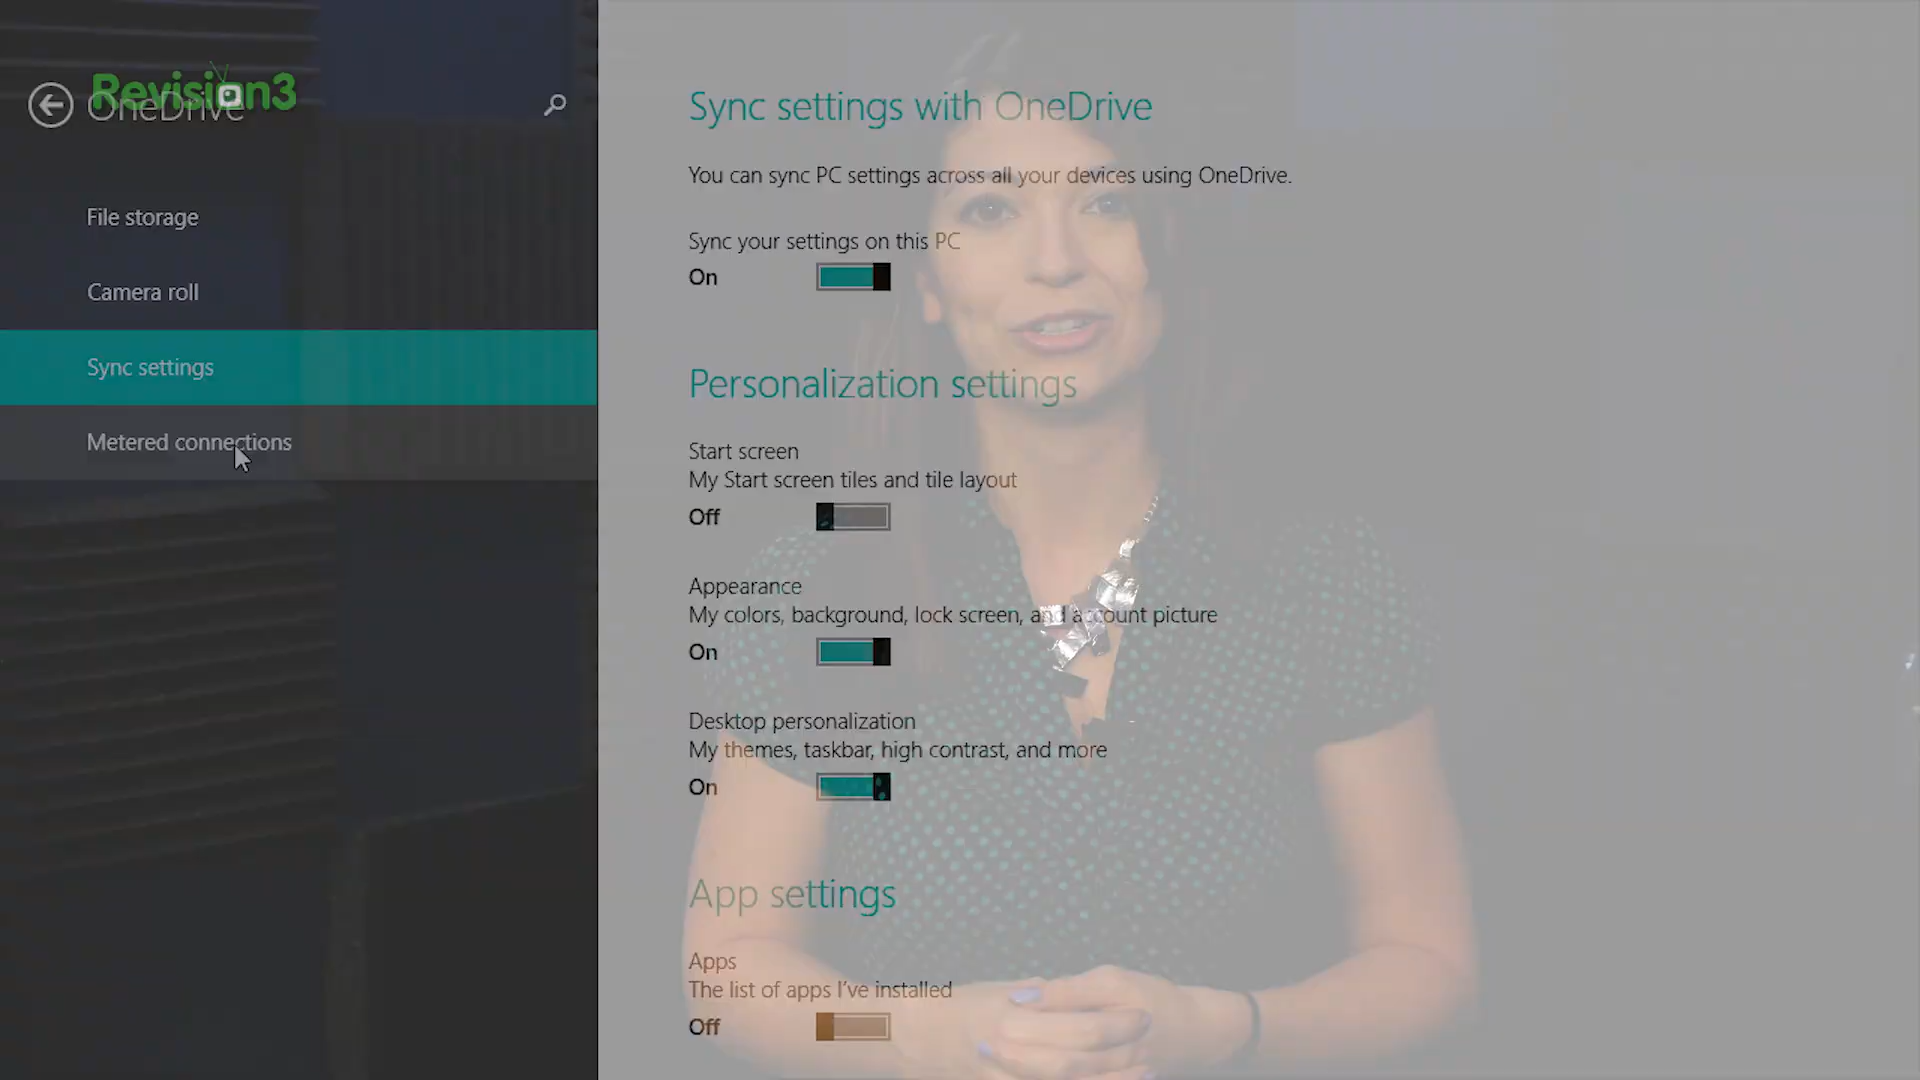 Revision3
OneDrive
File storage
Camera roll
Sync settings
Metered connections
Sync settings with OneDrive
You can sync PC settings across all your devices using OneDrive.
Sync your settings on this PC
On
Personalization settings
Start screen
My Start screen tiles and tile layout
Off
Appearance
My colors, background, lock screen, and account picture
On
Desktop personalization
My themes, taskbar, high contrast, and more
On
App settings
Apps
The list of apps I've installed
Off